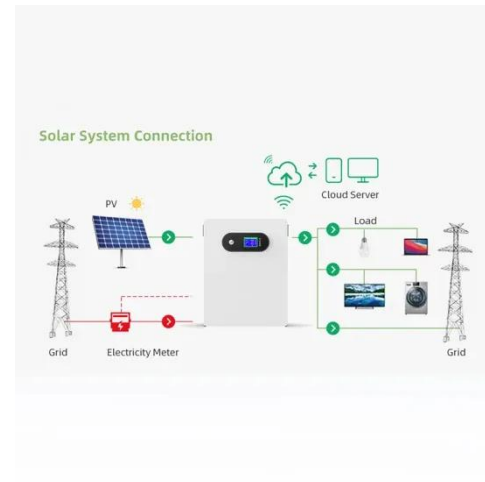 Solar System Connection
Cloud Server
PV
Load
Grid
Electricity Meter
Grid